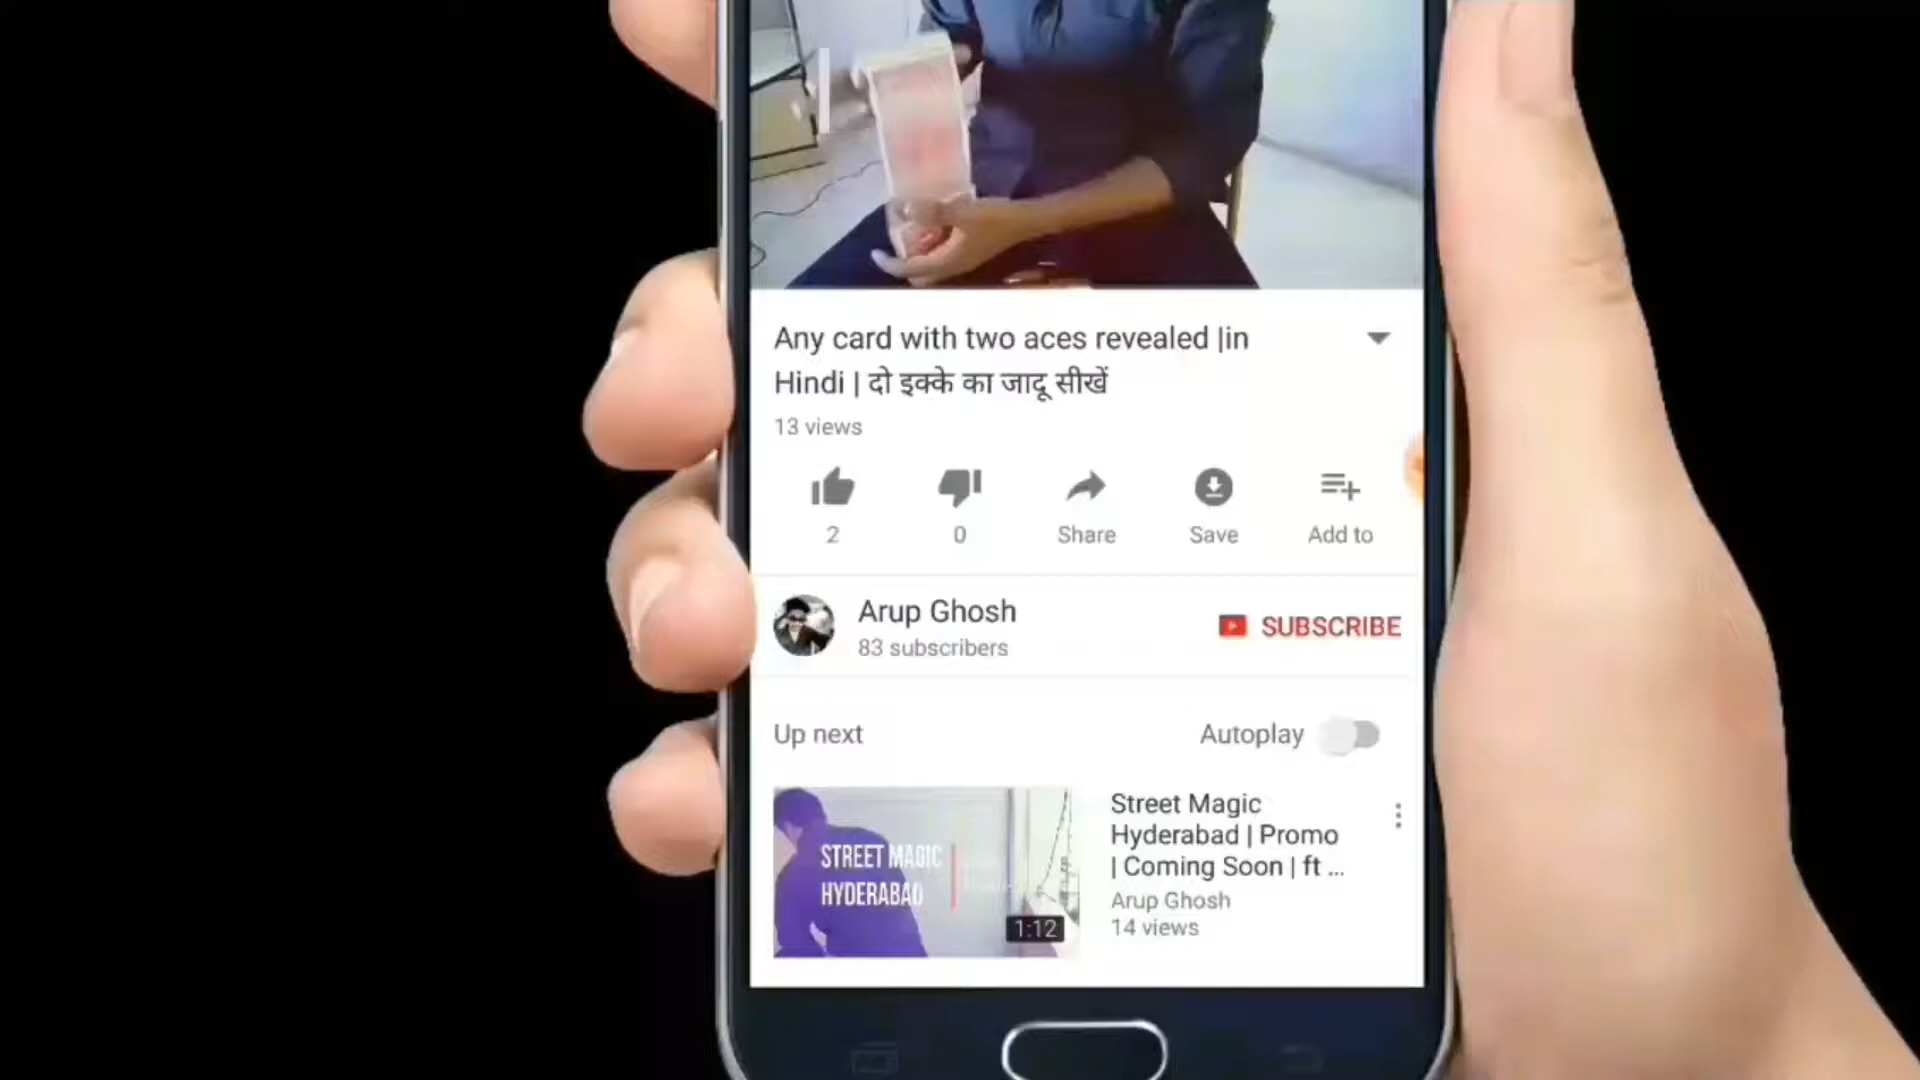 Any card with two aces revealed |in
Hindi | दो इक्के का जादू सीखें
13 views
2
0
Share
Save
Add to
Arup Ghosh
83 subscribers
SUBSCRIBE
Up next
Autoplay
STREET MAGIC
HYDERABAD
1:12
Street Magic
Hyderabad | Promo
| Coming Soon | ft ...
Arup Ghosh
14 views